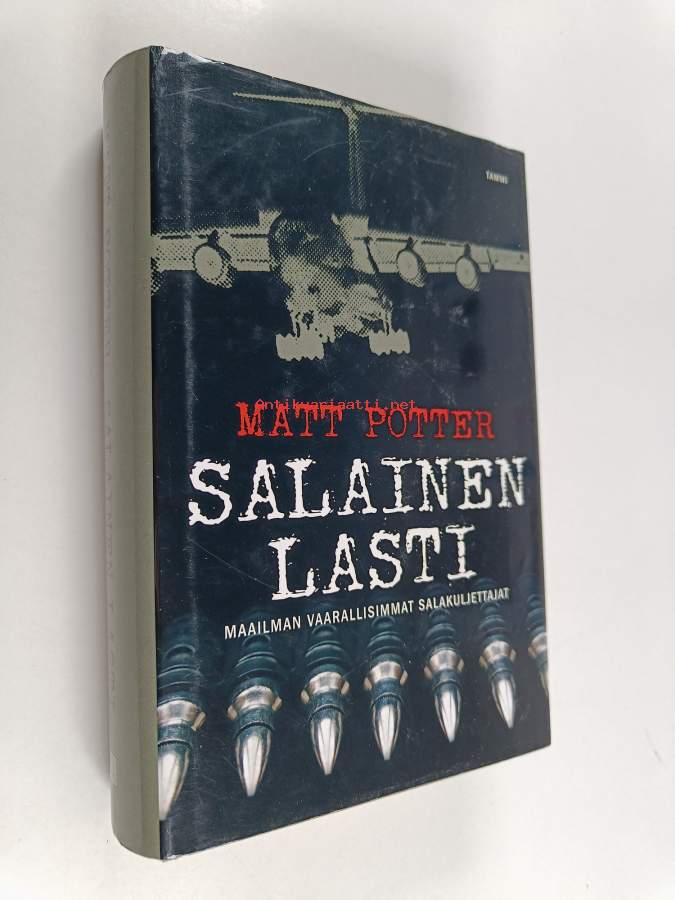 TAMMI
Antikvariaatti.net
MATT POTTER
SALAINEN
LASTI
MAAILMAN VAARALLISIMMAT SALAKULJETTAJAT